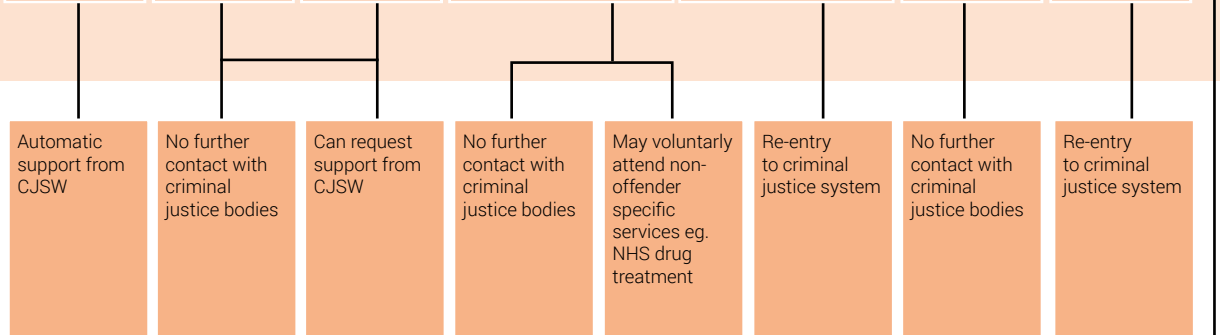 Automatic
support from
CJSW
No further
contact with
criminal
justice bodies
Can request
support from
CJSW
No further
contact with
criminal
justice bodies
May voluntarly
attend non-
offender
specific
services eg.
NHS drug
treatment
Re-entry
to criminal
justice system
No further
contact with
criminal
justice bodies
Re-entry
to criminal
justice system